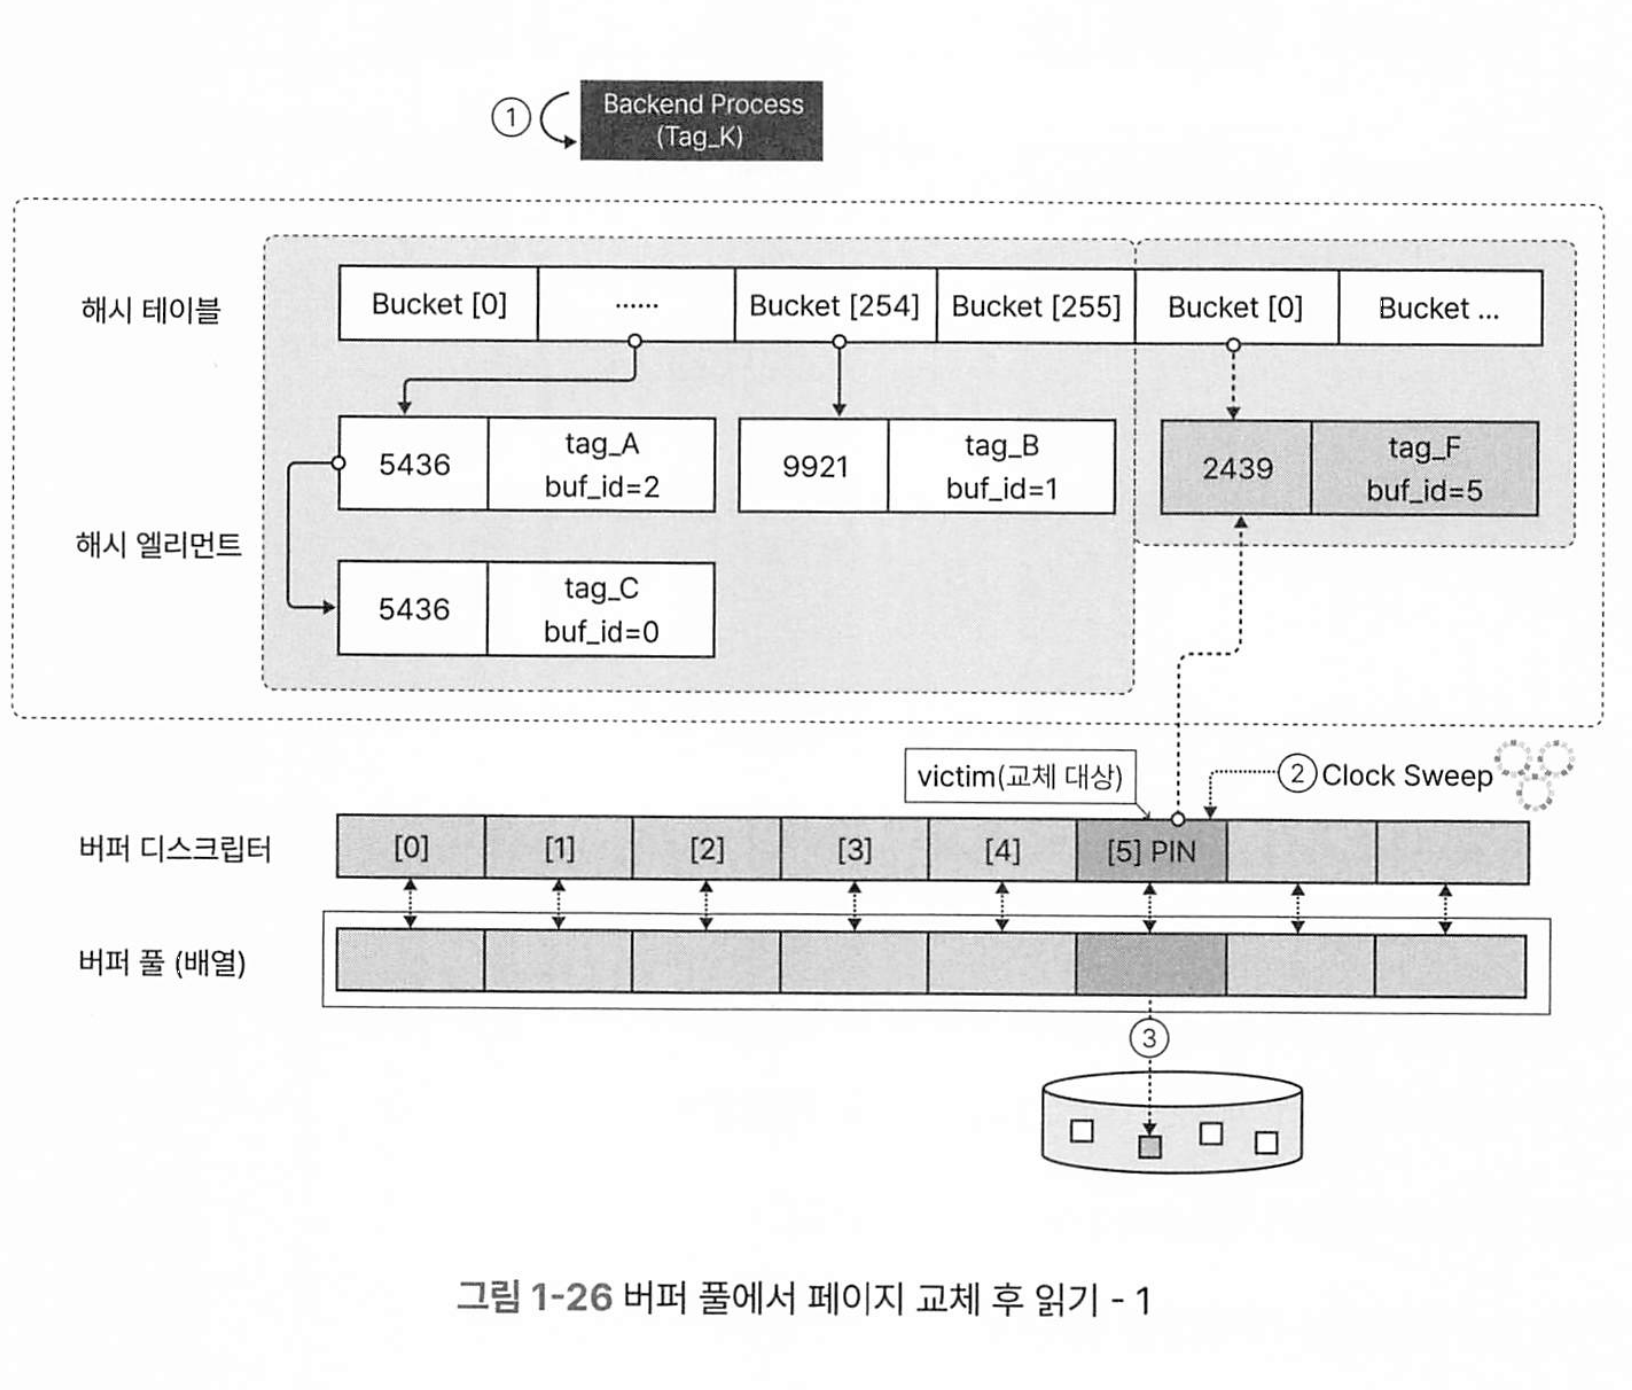 ① Backend Process
(Tag_K)
해시 테이블
Bucket [0] ...... Bucket [254] Bucket [255] Bucket [0] Bucket ...
5436 tag_A
buf_id=2
9921 tag_B
buf_id=1
2439 tag_F
buf_id=5
해시 엘리먼트
5436 tag_C
buf_id=0
victim(교체 대상)
② Clock Sweep
버퍼 디스크립터
[0] [1] [2] [3] [4] [5] PIN
버퍼 풀 (배열)
③
그림 1-26 버퍼 풀에서 페이지 교체 후 읽기 - 1